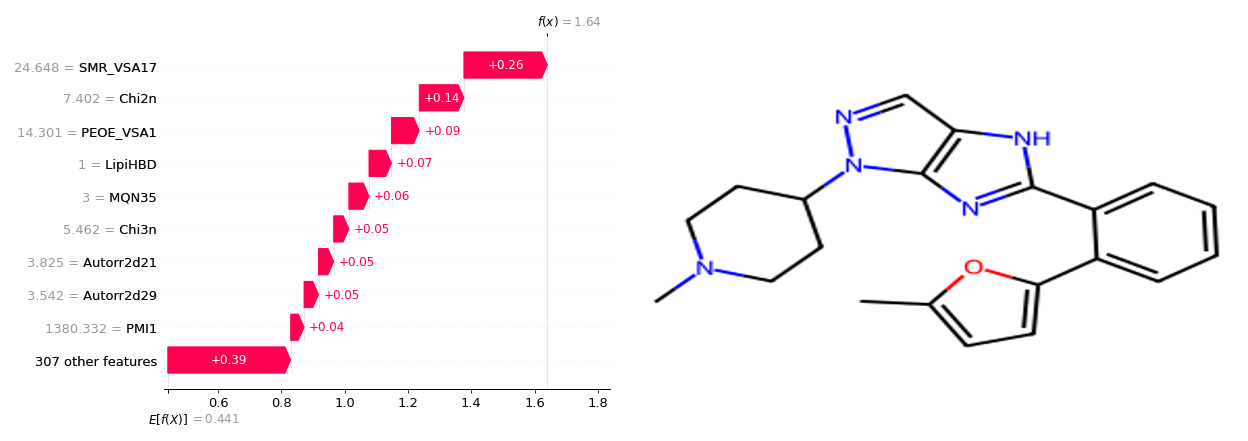 f(x) = 1.64
24.648 = SMR_VSA17
+0.26
7.402 = Chi2n
+0.14
14.301 = PEOE_VSA1
+0.09
1 = LipiHBD
+0.07
3 = MQN35
+0.06
5.462 = Chi3n
+0.05
3.825 = Autorr2d21
+0.05
3.542 = Autorr2d29
+0.05
1380.332 = PMI1
+0.04
307 other features
+0.39
0.6 0.8 1.0 1.2 1.4 1.6 1.8
E[f(X)] = 0.441
N
NH
N
N
N
O